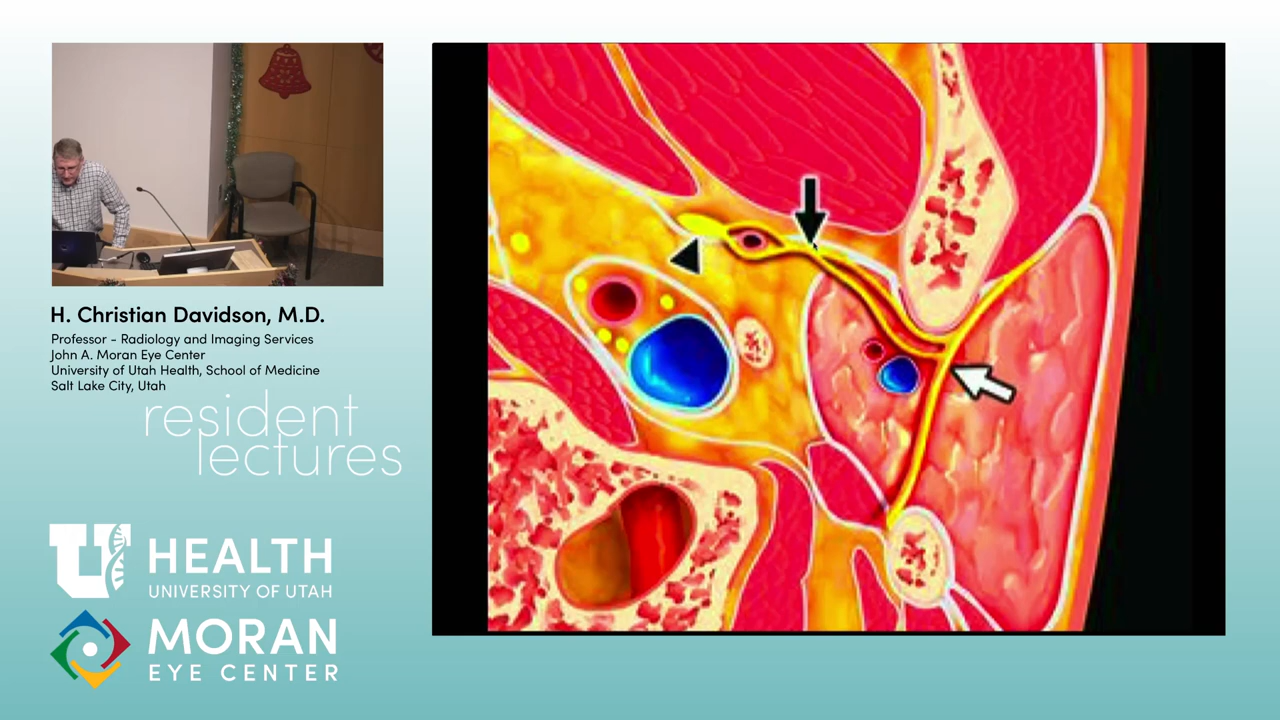 H. Christian Davidson, M.D.
Professor - Radiology and Imaging Services
John A. Moran Eye Center
University of Utah Health, School of Medicine
Salt Lake City, Utah
resident
lectures
U HEALTH
UNIVERSITY OF UTAH
MORAN
EYE CENTER